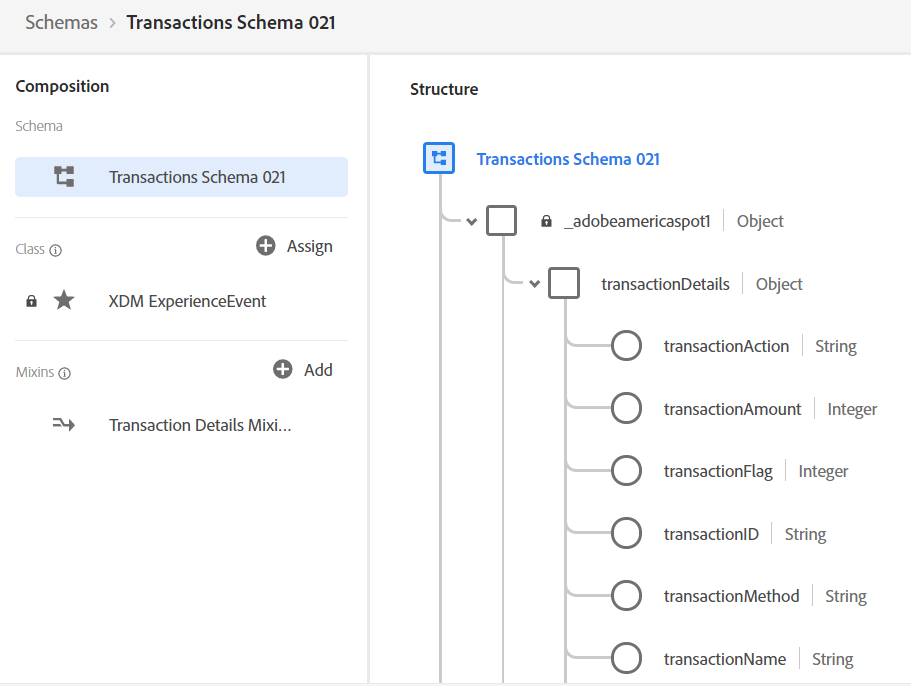 Schemas > Transactions Schema 021
Composition
Schema
Transactions Schema 021
Class
Assign
XDM ExperienceEvent
Mixins
Add
Transaction Details Mixi...
Structure
Transactions Schema 021
_adobeamericaspot1 Object
transactionDetails Object
transactionAction String
transactionAmount Integer
transactionFlag Integer
transactionID String
transactionMethod String
transactionName String